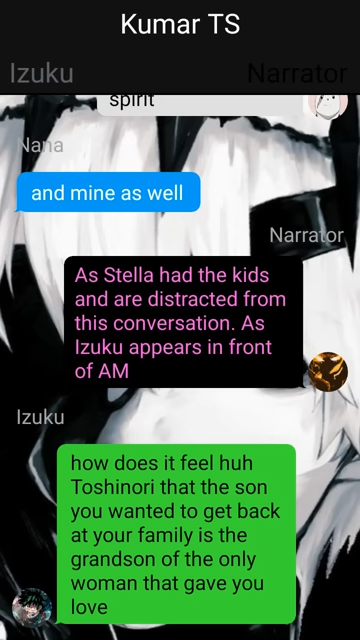 Kumar TS
Izuku
Narrator
spirit
Nana
and mine as well
Narrator
As Stella had the kids
and are distracted from
this conversation. As
Izuku appears in front
of AM
Izuku
how does it feel huh
Toshinori that the son
you wanted to get back
at your family is the
grandson of the only
woman that gave you
love